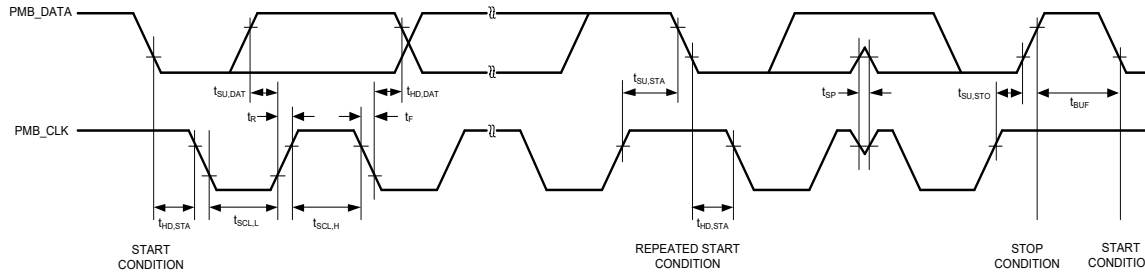 PMB_DATA
tSU,DAT
tHD,DAT
tSU,STA
tSP
tSU,STO
tBUF
tR
tF
PMB_CLK
tHD,STA
tSCL,L
tSCL,H
tHD,STA
START
CONDITION
REPEATED START
CONDITION
STOP
CONDITION
START